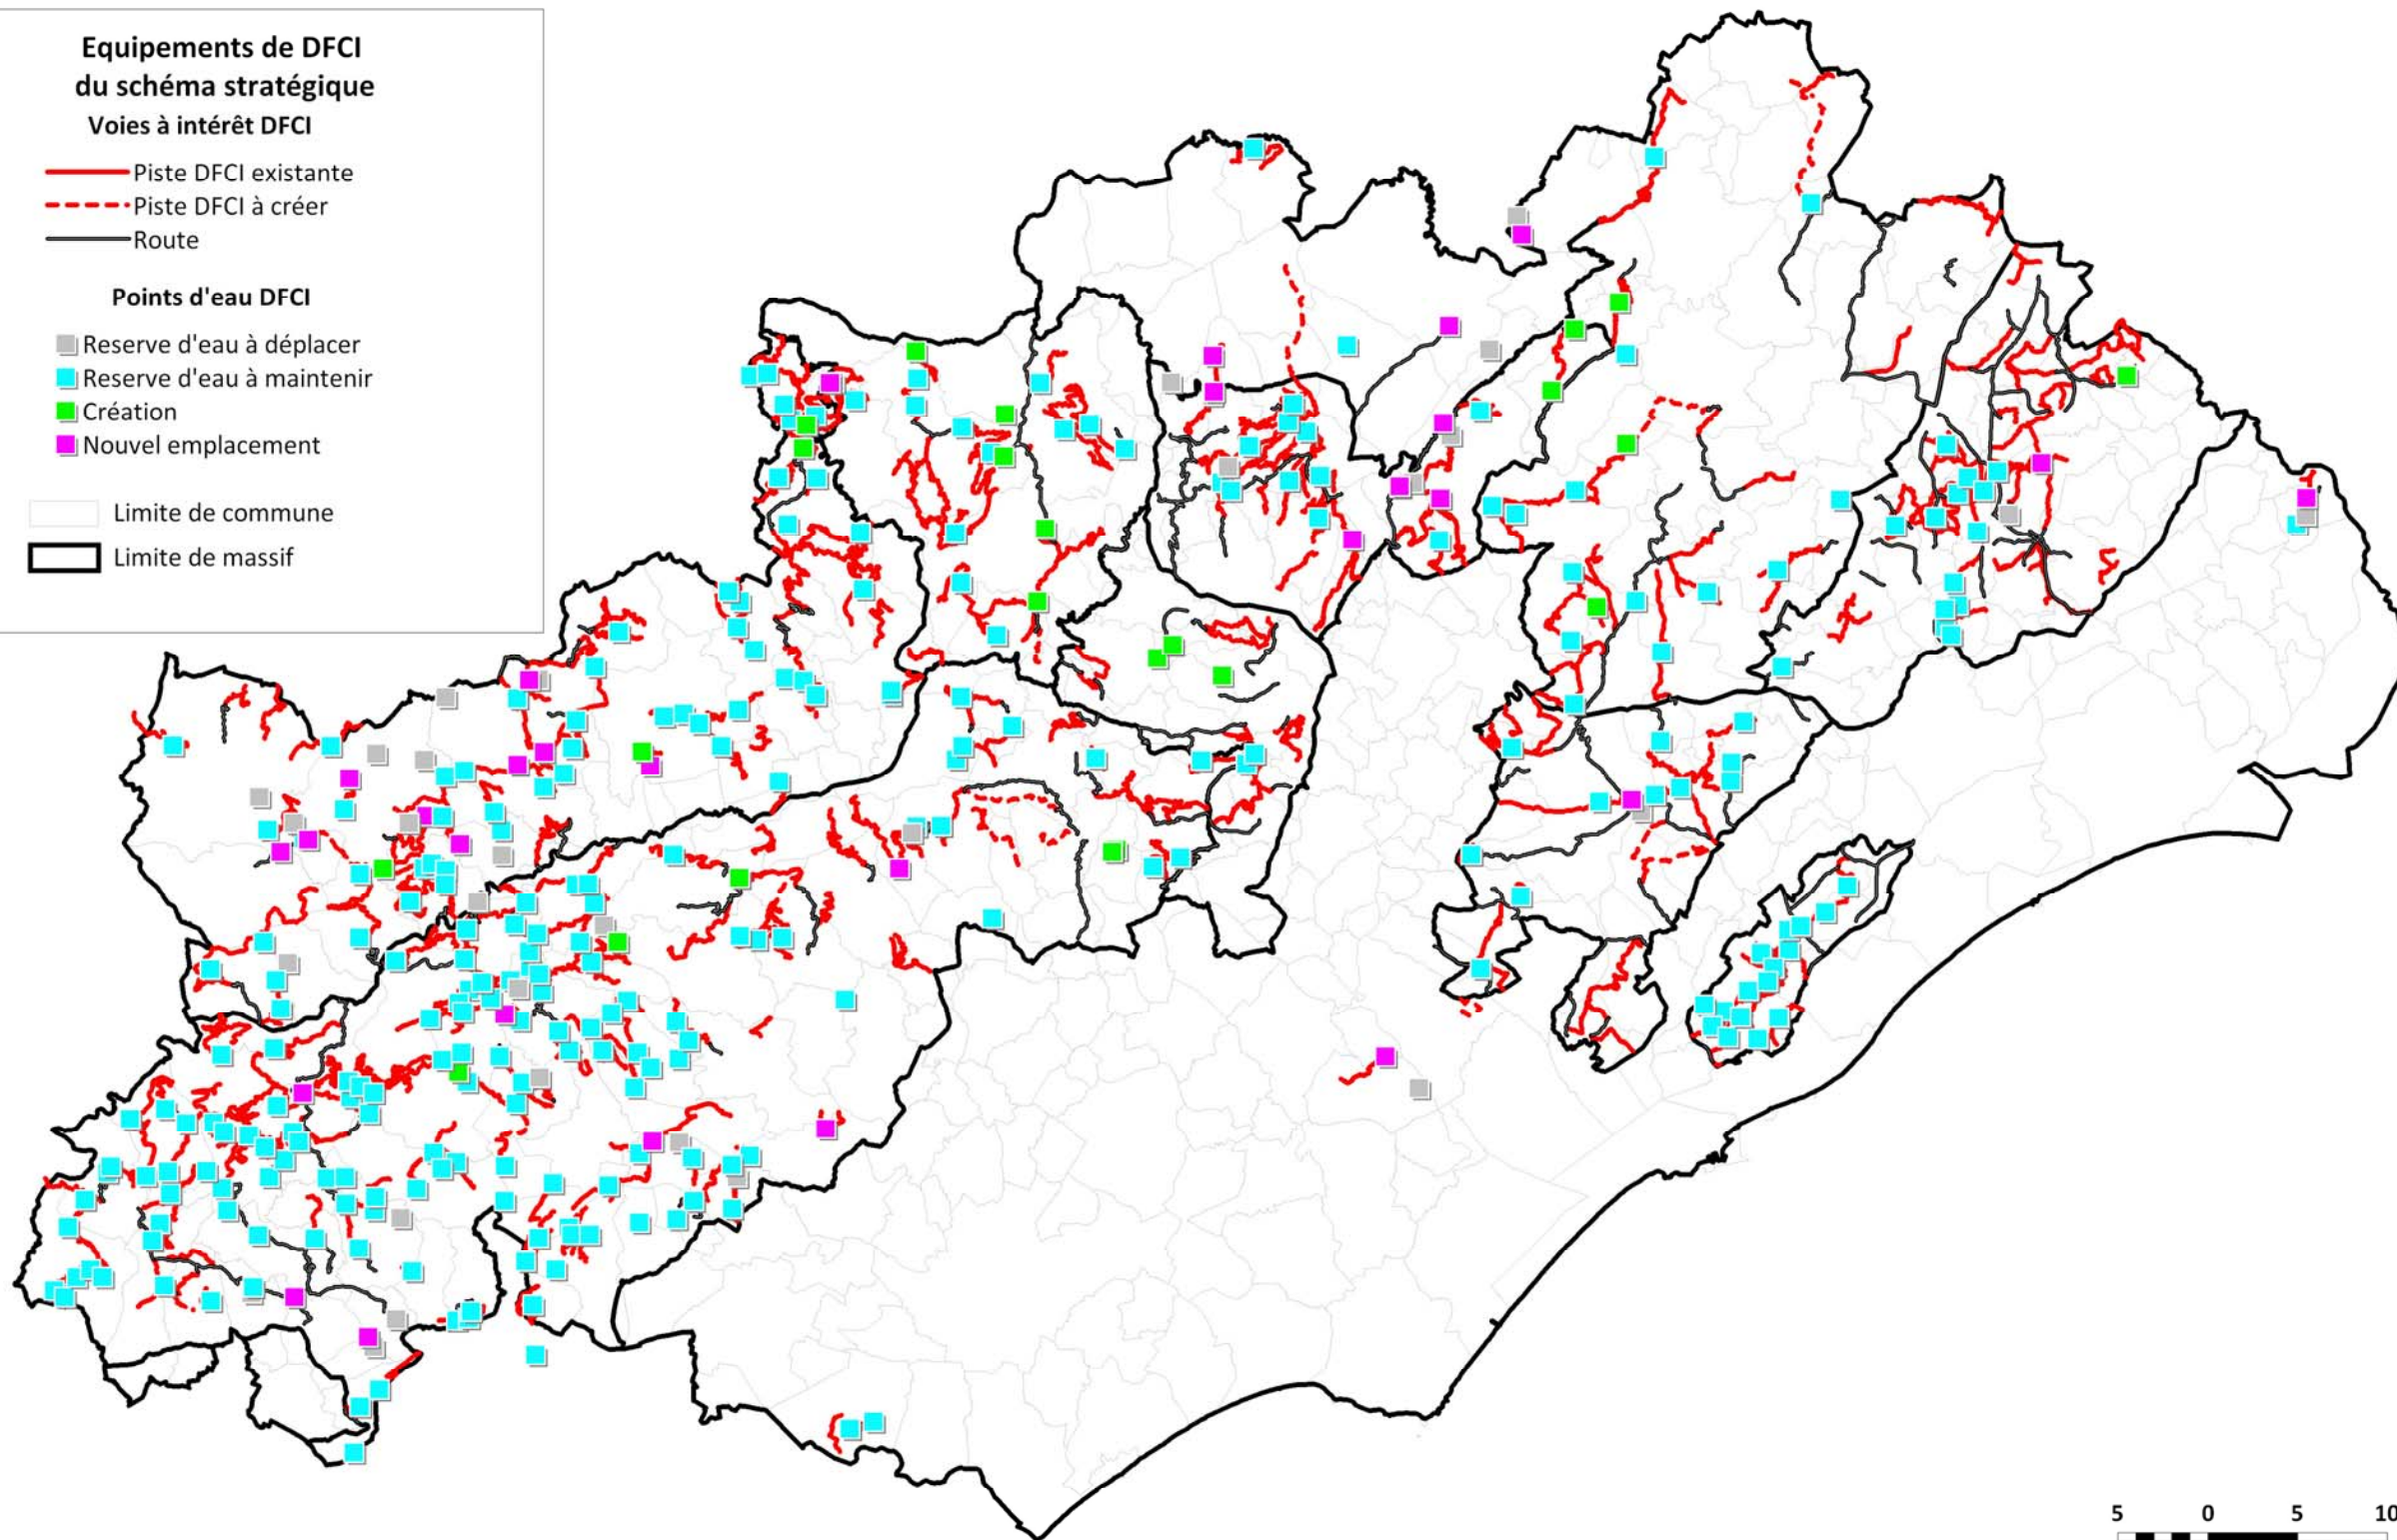 Equipements de DFCI
du schéma stratégique
Voies à intérêt DFCI
Piste DFCI existante
Piste DFCI à créer
Route
Points d'eau DFCI
Reserve d'eau à déplacer
Reserve d'eau à maintenir
Création
Nouvel emplacement
Limite de commune
Limite de massif
5 0 5 10